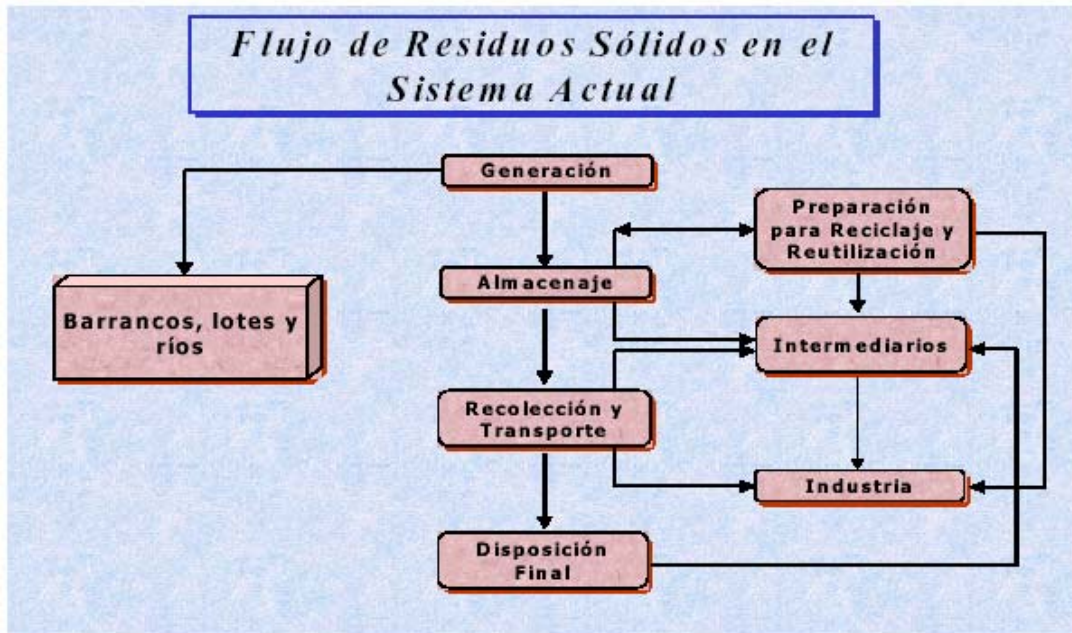 Flujo de Residuos Sólidos en el
Sistema Actual
Generación
Preparación
para Reciclaje y
Reutilización
Almacenaje
Barrancos, lotes y
ríos
Intermediarios
Recolección y
Transporte
Industria
Disposición
Final